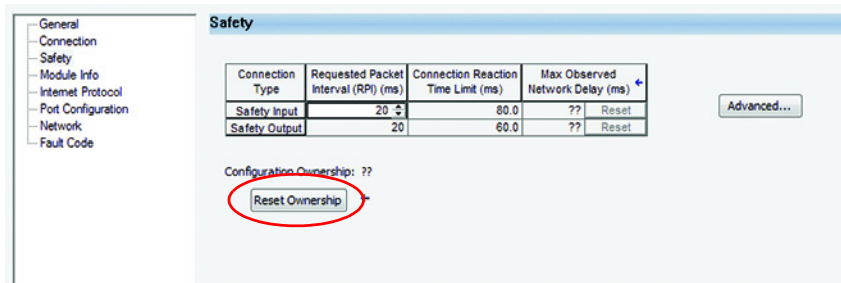 General
Connection
Safety
Module Info
Internet Protocol
Port Configuration
Network
Fault Code
Safety
Connection Type Requested Packet Interval (RPI) (ms) Connection Reaction Time Limit (ms) Max Observed Network Delay (ms)
Safety Input 20 80.0 ?? Reset
Safety Output 20 60.0 ?? Reset
Advanced...
Configuration Ownership: ??
Reset Ownership